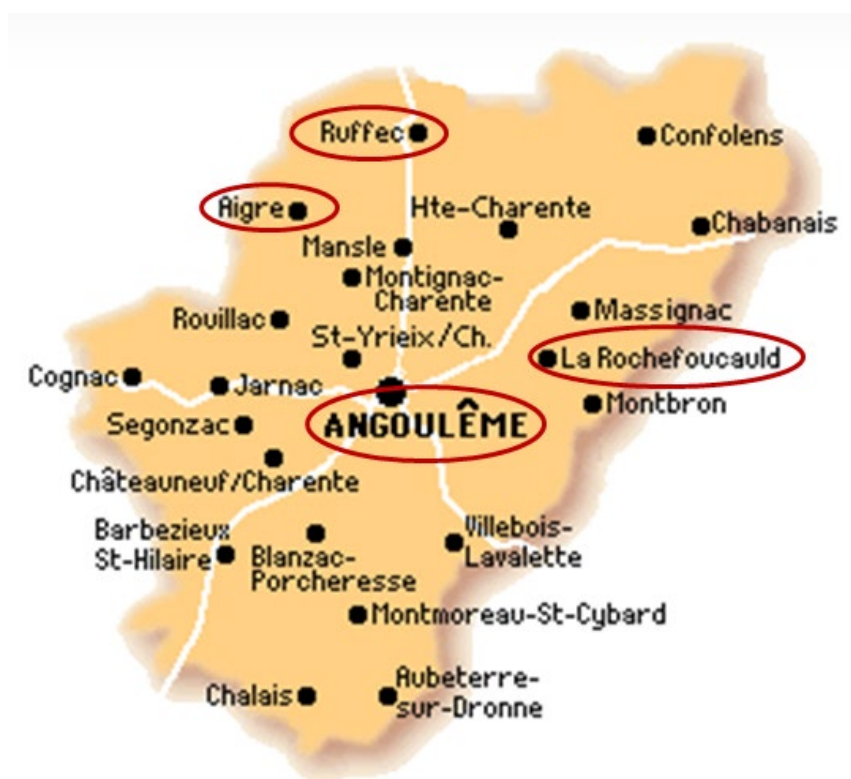 Ruffec
Confolens
Aigre
Hte-Charente
Chabanais
Mansle
Montignac-
Charente
Massignac
Rouillac
St-Yrieix/Ch.
La Rochefoucauld
Cognac
Jarnac
Montbron
Segonzac
ANGOULÊME
Châteauneuf/Charente
Barbezieux
St-Hilaire
Blanzac-
Porcheresse
Villebois-
Lavalette
Montmoreau-St-Cybard
Chalais
Aubeterre-
sur-Dronne